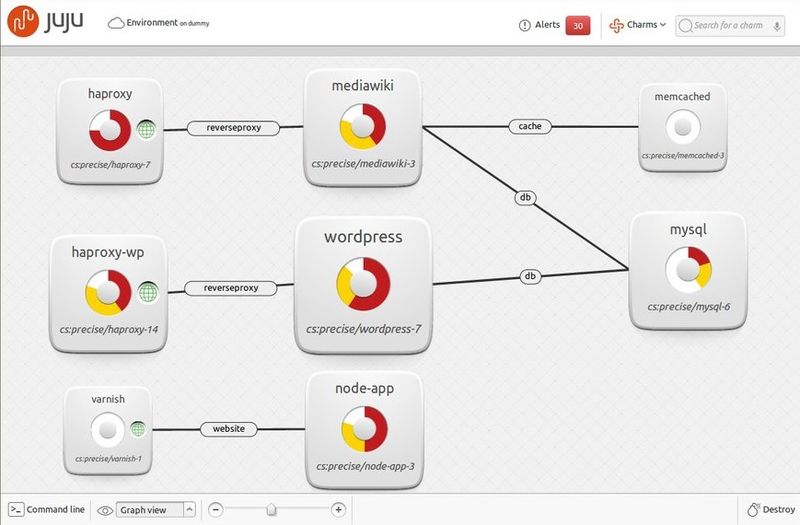 juju
Environment on dummy
Alerts
30
Charms
Search for a charm
haproxy
cs:precise/haproxy-7
reverseproxy
mediawiki
cs:precise/mediawiki-3
cache
memcached
cs:precise/memcached-3
db
haproxy-wp
cs:precise/haproxy-14
reverseproxy
wordpress
cs:precise/wordpress-7
db
mysql
cs:precise/mysql-6
varnish
cs:precise/varnish-1
website
node-app
cs:precise/node-app-3
>_ Command line
Graph view
Destroy